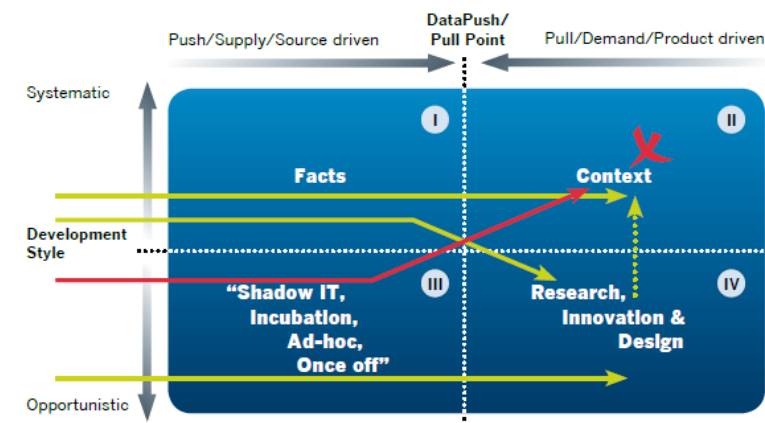 DataPush/
Pull Point
Push/Supply/Source driven
Pull/Demand/Product driven
Systematic
I
II
Facts
Context
Development
Style
III
IV
“Shadow IT,
Incubation,
Ad-hoc,
Once off”
Research,
Innovation &
Design
Opportunistic